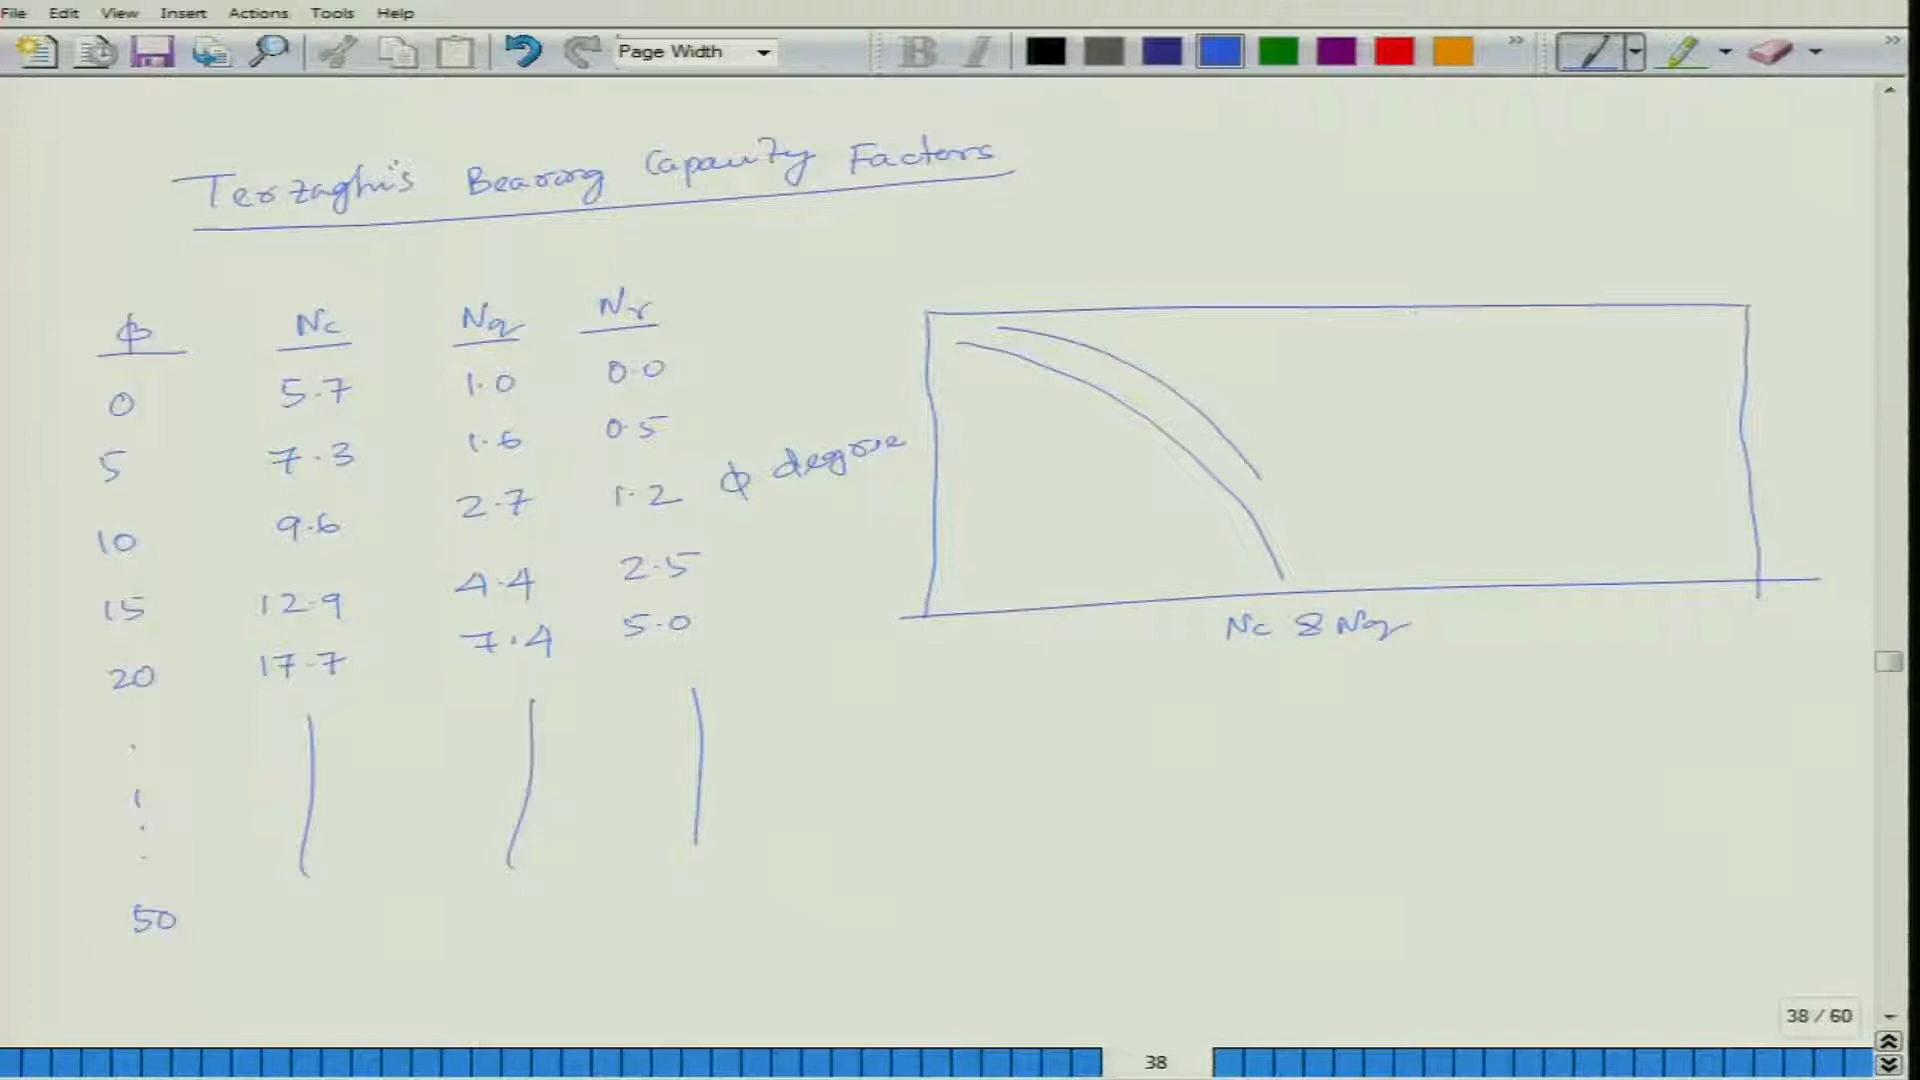 File Edit View Insert Actions Tools Help
Page Width
B I
Terzaghi's Bearing Capacity Factors
ϕ Nc Nq Nγ
0 5.7 1.0 0.0
5 7.3 1.6 0.5
10 9.6 2.7 1.2
15 12.9 4.4 2.5
20 17.7 7.4 5.0
50
ϕ degree
Nc & Nq
38 / 60
38